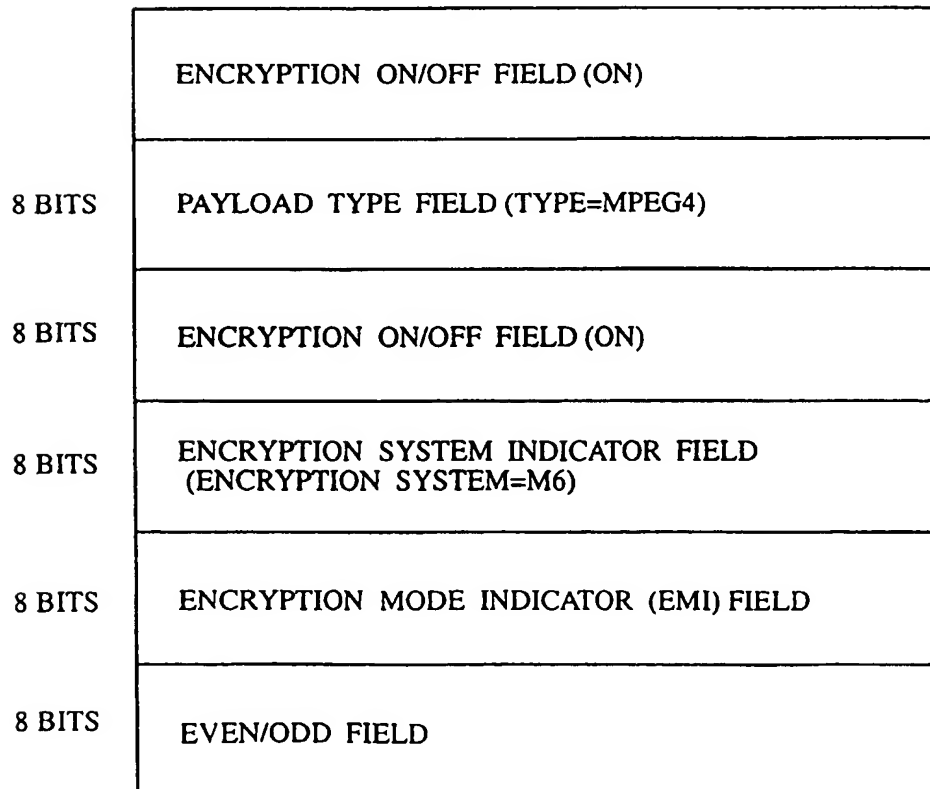 ENCRYPTION ON/OFF FIELD (ON)
8 BITS PAYLOAD TYPE FIELD (TYPE=MPEG4)
8 BITS ENCRYPTION ON/OFF FIELD (ON)
8 BITS ENCRYPTION SYSTEM INDICATOR FIELD
(ENCRYPTION SYSTEM=M6)
8 BITS ENCRYPTION MODE INDICATOR (EMI) FIELD
8 BITS EVEN/ODD FIELD